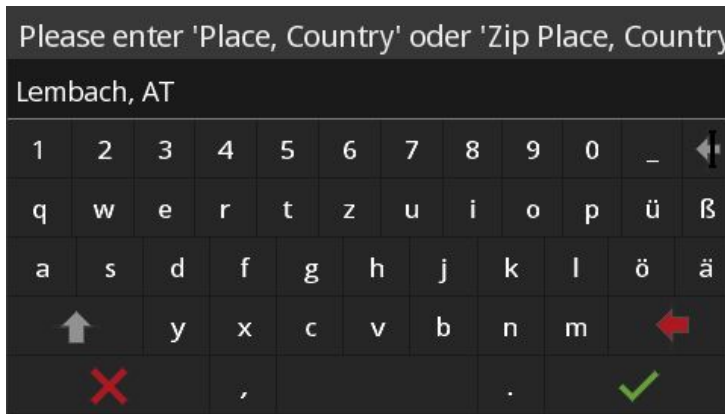 Please enter 'Place, Country' oder 'Zip Place, Country
Lembach, AT
1 2 3 4 5 6 7 8 9 0 _
q w e r t z u i o p ü ß
a s d f g h j k l ö ä
y x c v b n m
, .